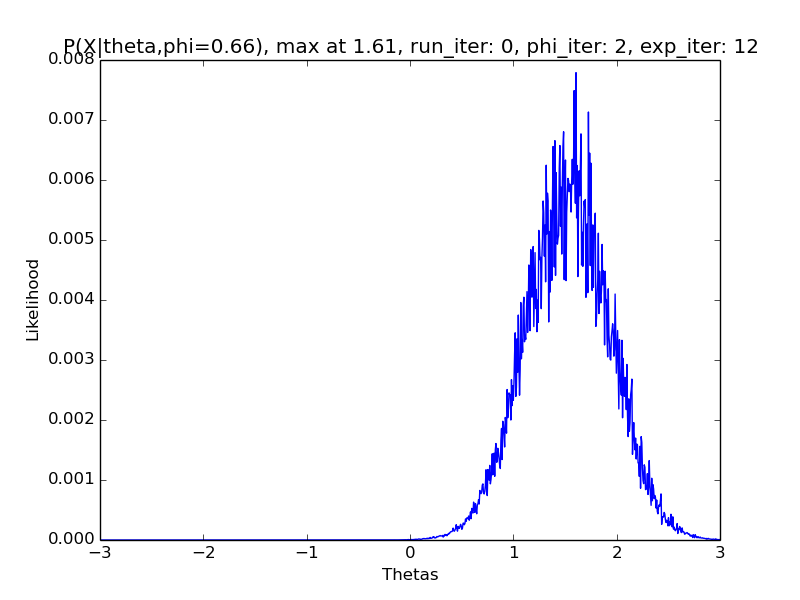 P(X|theta,phi=0.66), max at 1.61, run_iter: 0, phi_iter: 2, exp_iter: 12
0.008
0.007
0.006
0.005
0.004
0.003
0.002
0.001
0.000
Likelihood
−3 −2 −1 0 1 2 3
Thetas